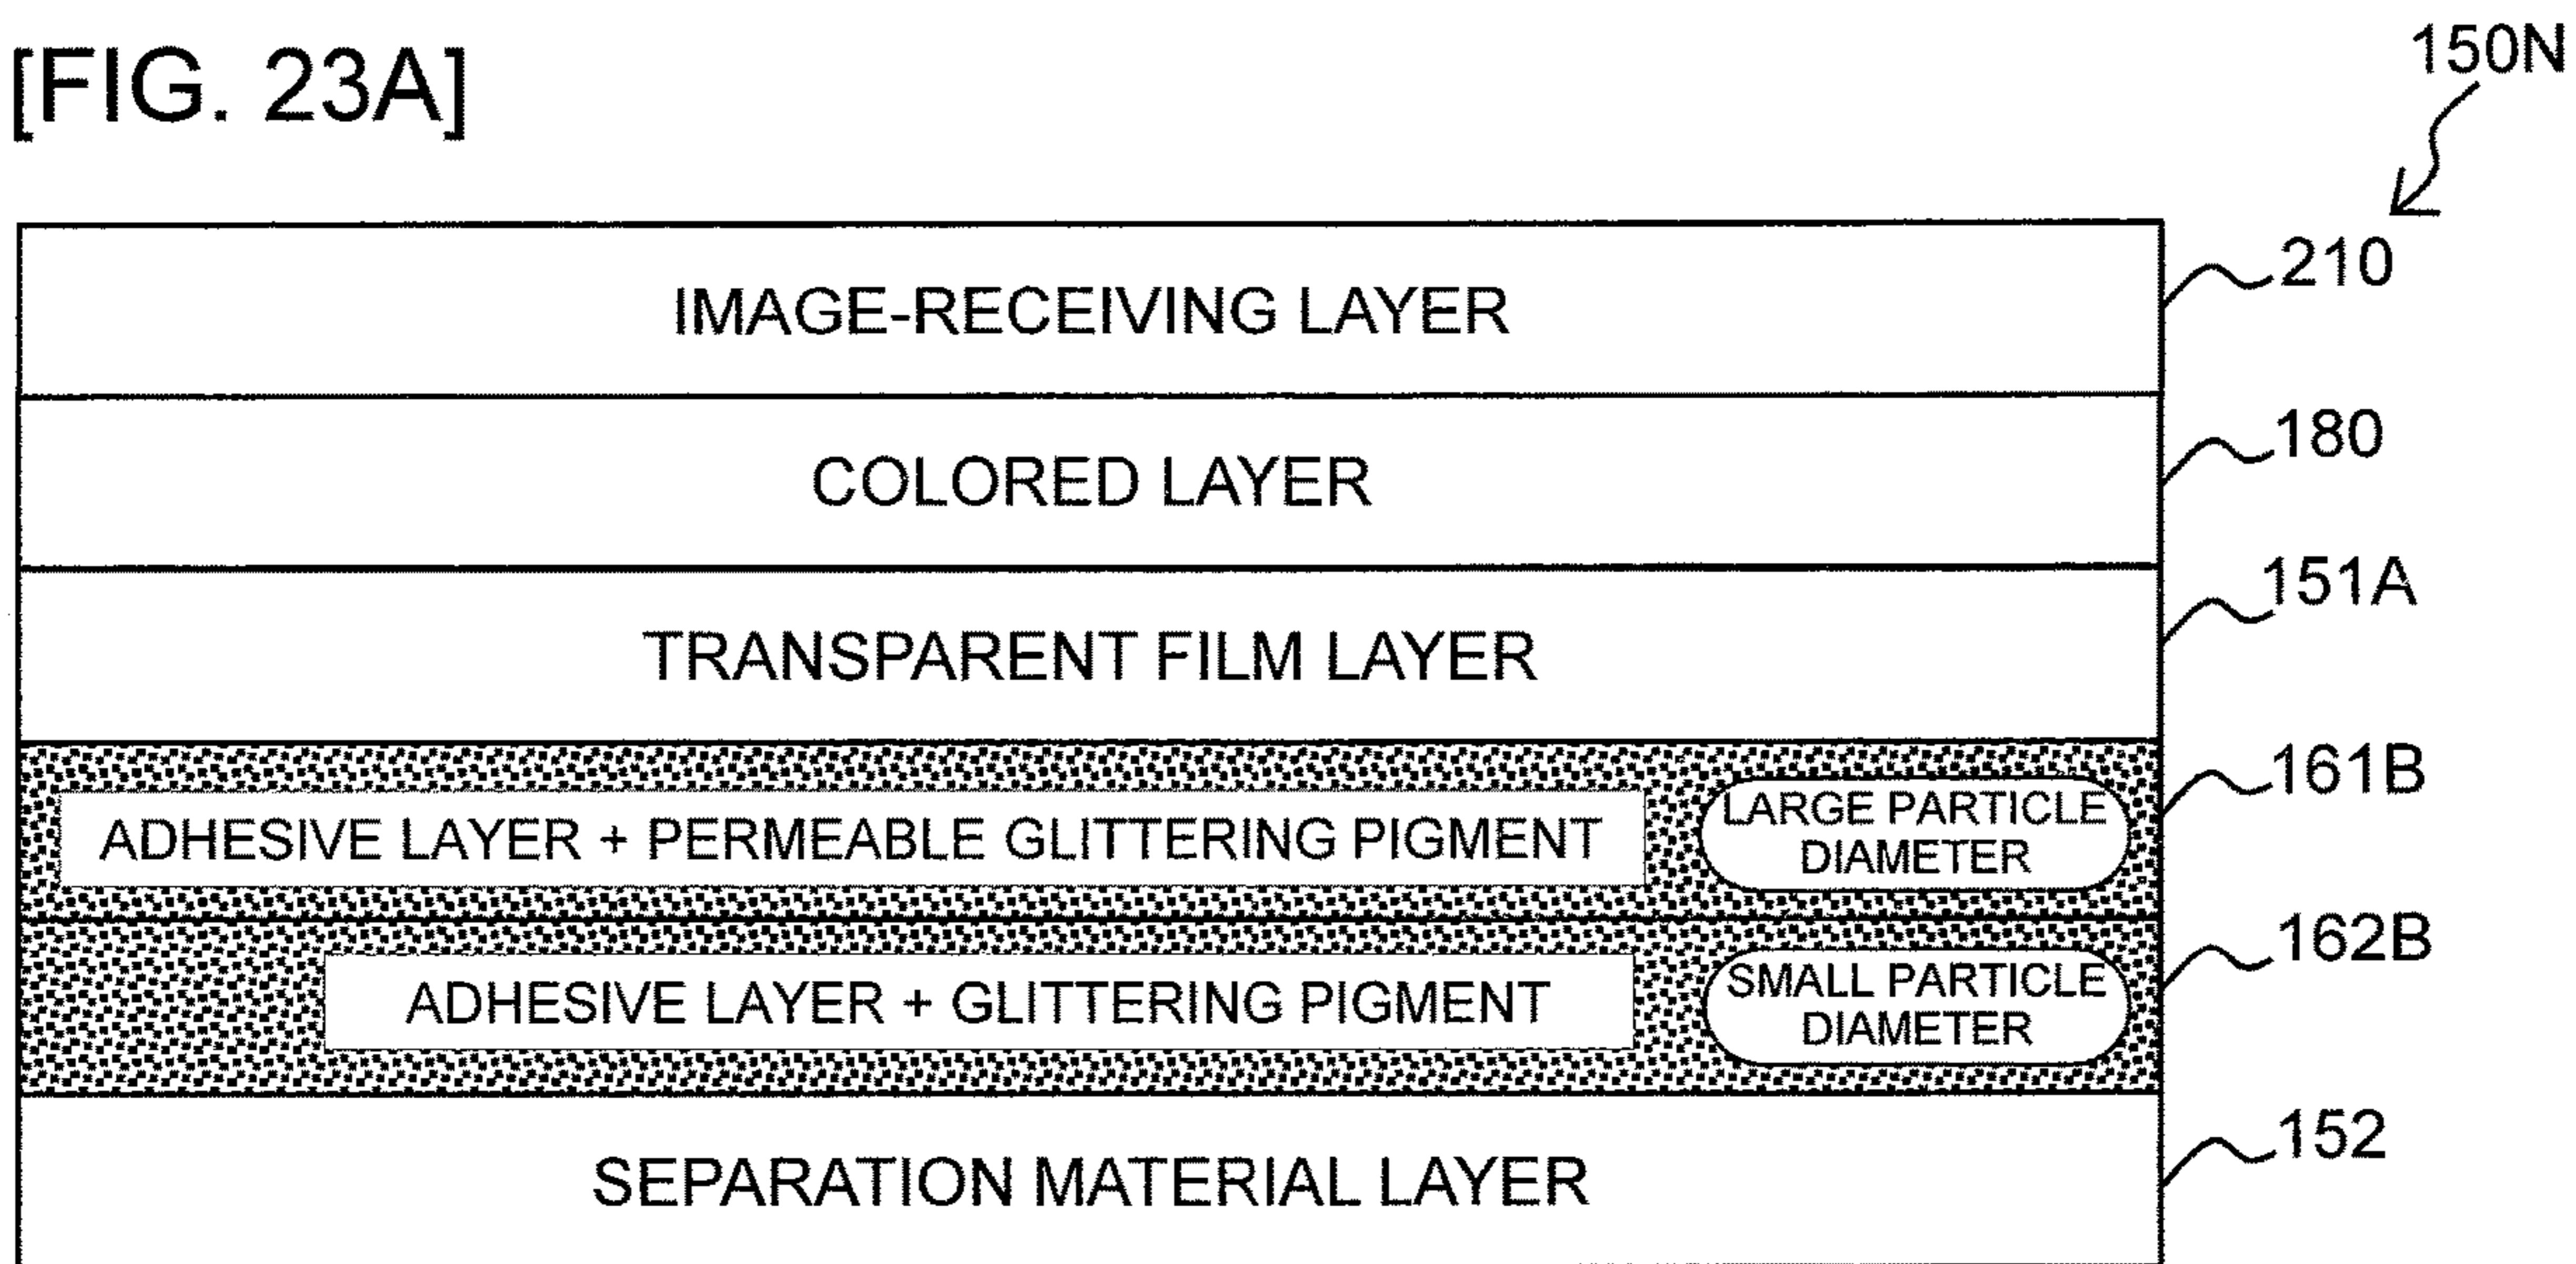 [FIG. 23A]
150N
IMAGE-RECEIVING LAYER
210
COLORED LAYER
180
TRANSPARENT FILM LAYER
151A
ADHESIVE LAYER + PERMEABLE GLITTERING PIGMENT
LARGE PARTICLE
DIAMETER
161B
ADHESIVE LAYER + GLITTERING PIGMENT
SMALL PARTICLE
DIAMETER
162B
SEPARATION MATERIAL LAYER
152